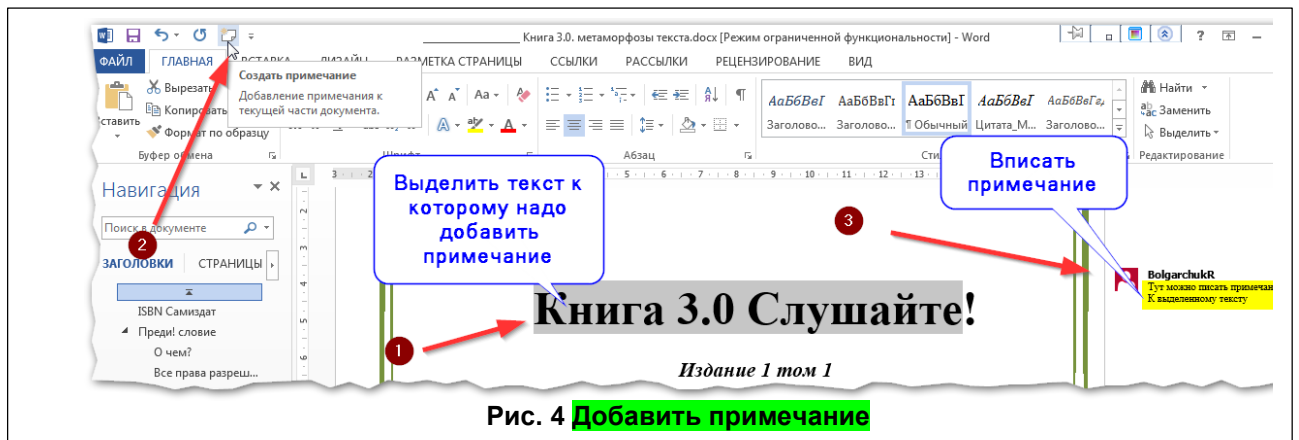 Книга 3.0. метаморфозы текста.docx [Режим ограниченной функциональности] - Word
ФАЙЛ ГЛАВНАЯ ВСТАВКА ДИЗАЙН РАЗМЕТКА СТРАНИЦЫ ССЫЛКИ РАССЫЛКИ РЕЦЕНЗИРОВАНИЕ ВИД
Создать примечание
Добавление примечания к
текущей части документа.
Вырезать
Копировать
Формат по образцу
ставить
Буфер обмена
Шрифт
Абзац
АаБбВвГ АаБбВвГг АаБбВвГ АаБбВвГ АаБбВвГг,
Заголово... Заголово... ¶ Обычный Цитата_М... Заголово...
Найти
Заменить
Выделить
Редактирование
Навигация
Поиск в документе
ЗАГОЛОВКИ СТРАНИЦЫ
ISBN Самиздат
Преди! словие
О чем?
Все права разреш...
Выделить текст к
которому надо
добавить
примечание
Вписать
примечание
1
2
3
Книга 3.0 Слушайте!
Издание 1 том 1
BolgarchukR
Тут можно писать примечан
К выделенному тексту
Рис. 4 Добавить примечание